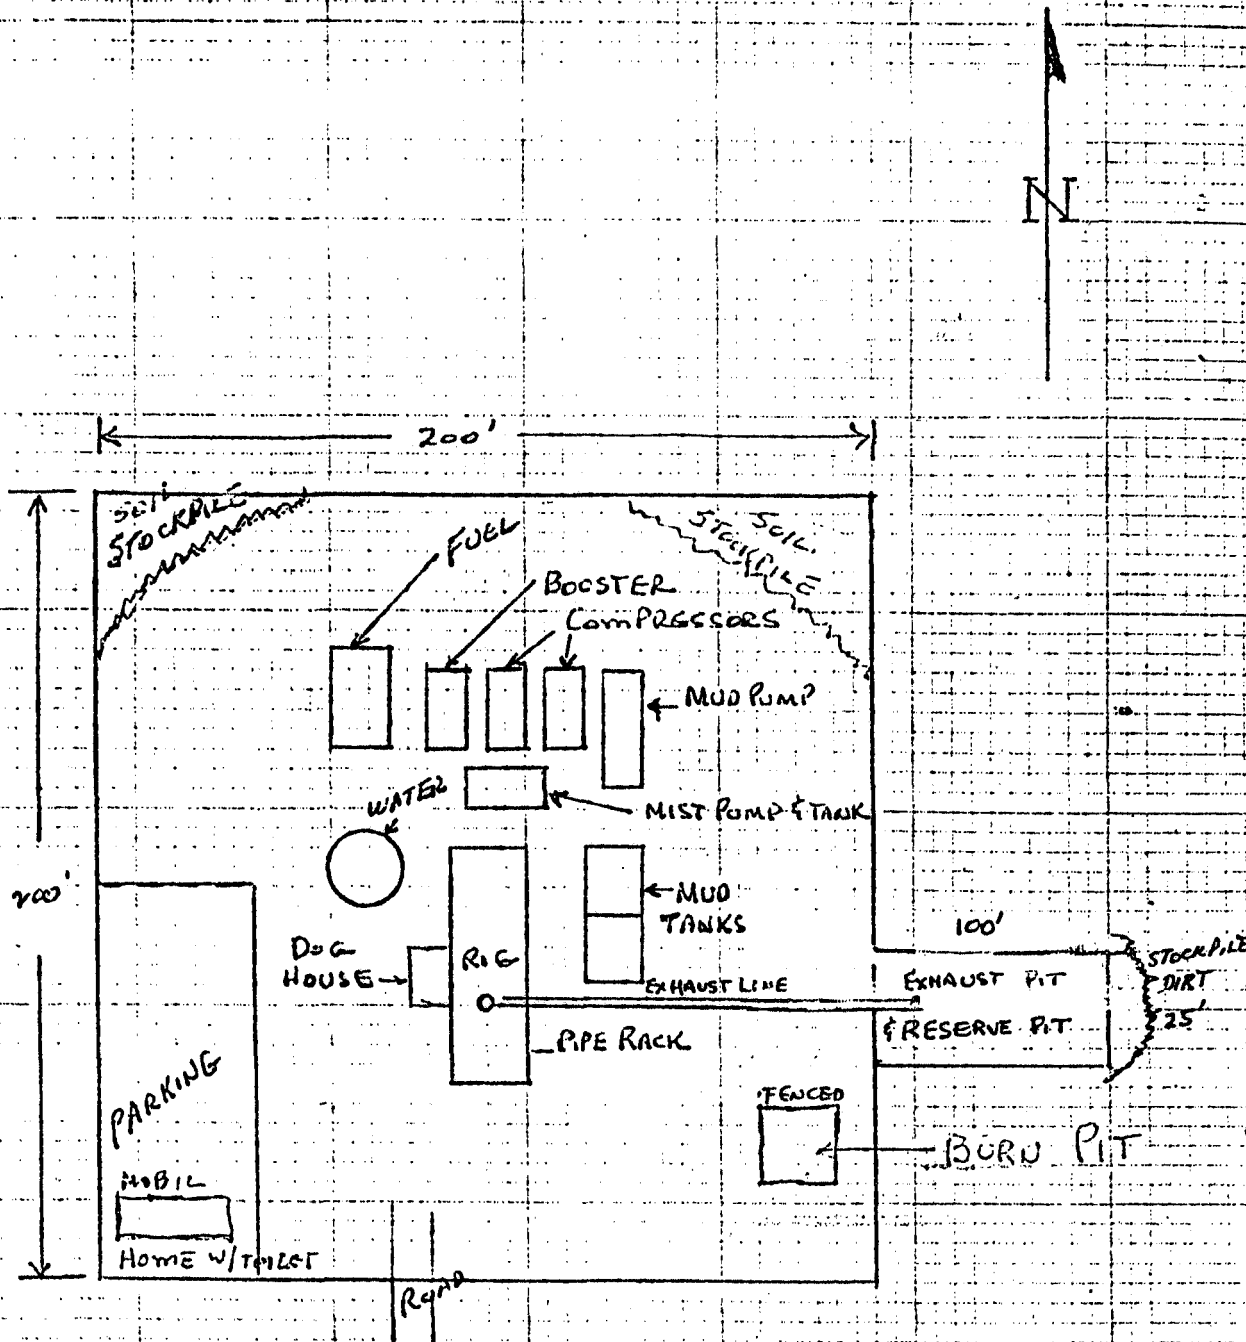 N
200'
SOIL
STOCKPILE
SOIL
STOCKPILE
FUEL
BOOSTER
COMPRESSORS
MUD PUMP
WATER
MIST PUMP & TANK
200'
MUD
TANKS
100'
DOG
HOUSE
RIG
STOCKPILE
DIRT
25'
EXHAUST LINE
EXHAUST PIT
& RESERVE PIT
PIPE RACK
PARKING
FENCED
BURN PIT
MOBIL
HOME W/TOILET
ROAD